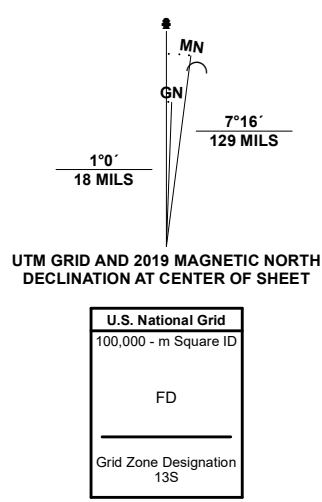 MN
GN
7°16´
129 MILS
1°0´
18 MILS
UTM GRID AND 2019 MAGNETIC NORTH
DECLINATION AT CENTER OF SHEET
U.S. National Grid
100,000 - m Square ID
FD
Grid Zone Designation
13S